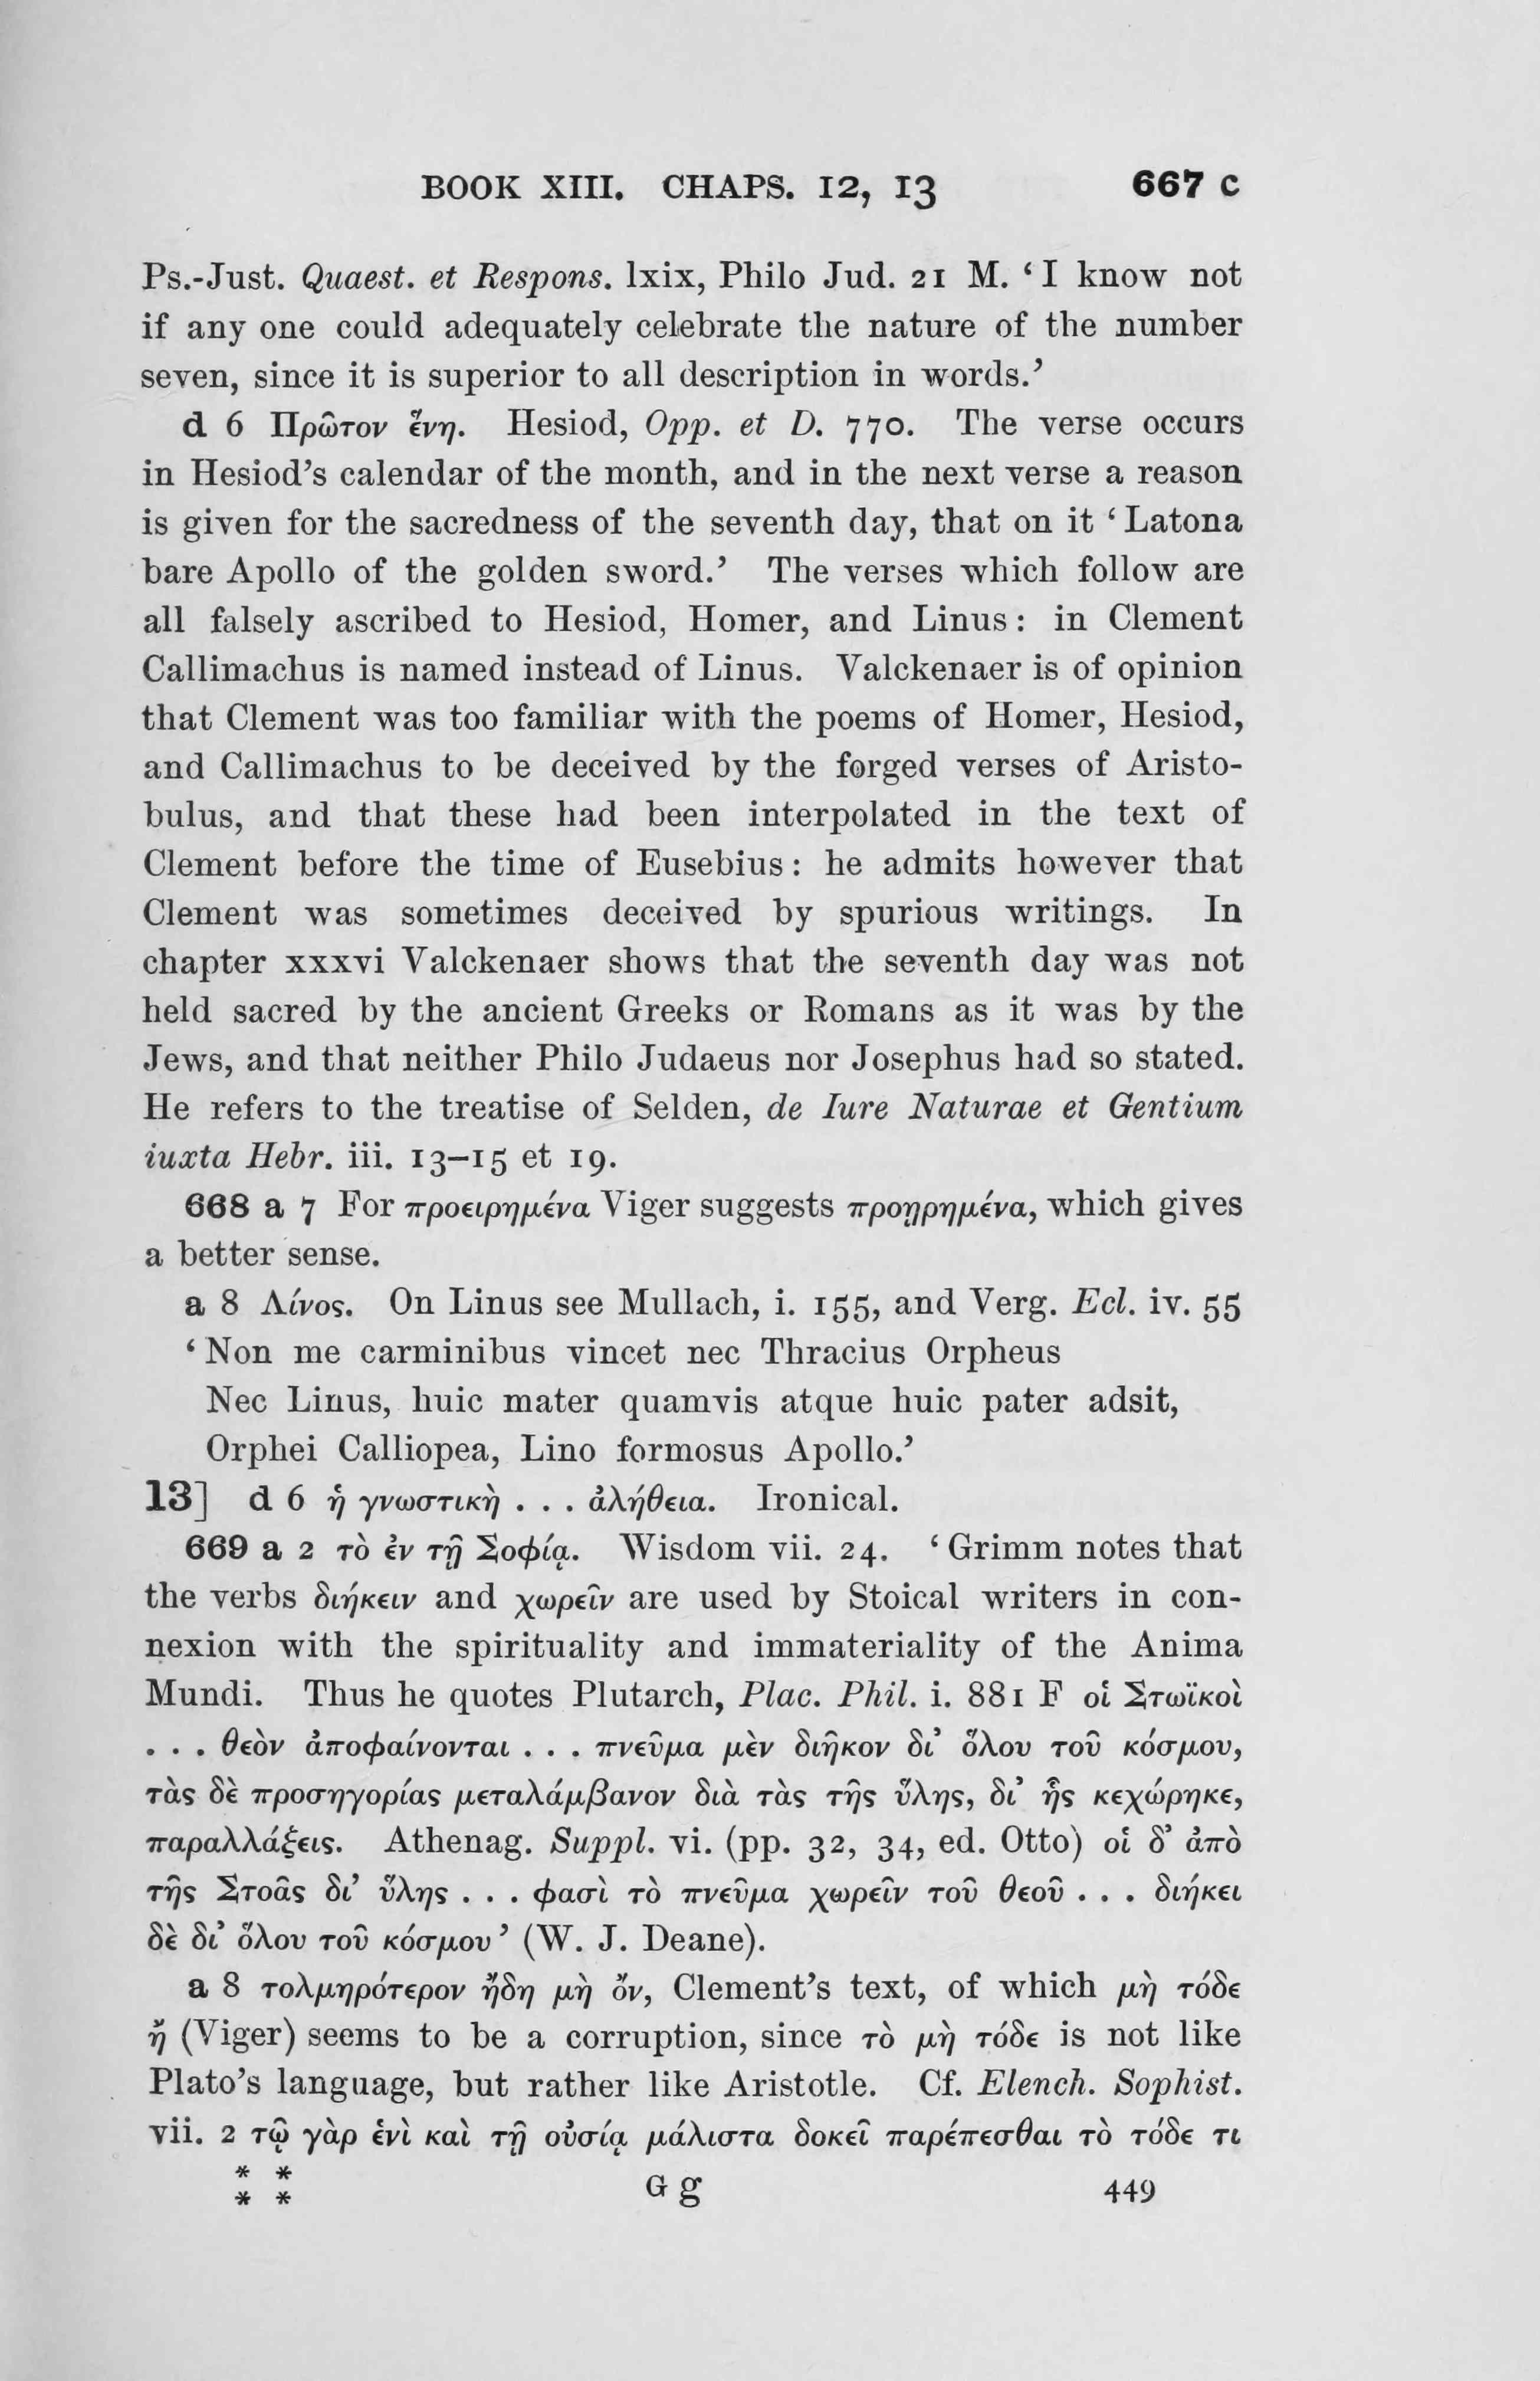 BOOK XIII. CHAPS. 12, 13 667 c
Ps.-Just. Quaest. et Respons. lxix, Philo Jud. 21 M. ‘I know not
if any one could adequately celebrate the nature of the number
seven, since it is superior to all description in words.’
d 6 Πρῶτον ἕνη. Hesiod, Opp. et D. 770. The verse occurs
in Hesiod’s calendar of the month, and in the next verse a reason
is given for the sacredness of the seventh day, that on it ‘Latona
bare Apollo of the golden sword.’ The verses which follow are
all falsely ascribed to Hesiod, Homer, and Linus: in Clement
Callimachus is named instead of Linus. Valckenaer is of opinion
that Clement was too familiar with the poems of Homer, Hesiod,
and Callimachus to be deceived by the forged verses of Aristo-
bulus, and that these had been interpolated in the text of
Clement before the time of Eusebius: he admits however that
Clement was sometimes deceived by spurious writings. In
chapter xxxvi Valckenaer shows that the seventh day was not
held sacred by the ancient Greeks or Romans as it was by the
Jews, and that neither Philo Judaeus nor Josephus had so stated.
He refers to the treatise of Selden, de Iure Naturae et Gentium
iuxta Hebr. iii. 13–15 et 19.
668 a 7 For προειρημένα Viger suggests προῃρημένα, which gives
a better sense.
a 8 Λίνος. On Linus see Mullach, i. 155, and Verg. Ecl. iv. 55
‘Non me carminibus vincet nec Thracius Orpheus
Nec Linus, huic mater quamvis atque huic pater adsit,
Orphei Calliopea, Lino formosus Apollo.’
13] d 6 ἡ γνωστικὴ . . . ἀλήθεια. Ironical.
669 a 2 τὸ ἐν τῇ Σοφίᾳ. Wisdom vii. 24. ‘Grimm notes that
the verbs διήκειν and χωρεῖν are used by Stoical writers in con-
nexion with the spirituality and immateriality of the Anima
Mundi. Thus he quotes Plutarch, Plac. Phil. i. 881 F οἱ Στωϊκοὶ
. . . θεὸν ἀποφαίνονται . . . πνεῦμα μὲν διῆκον δι’ ὅλου τοῦ κόσμου,
τὰς δὲ προσηγορίας μεταλάμβανον διὰ τὰς τῆς ὕλης, δι’ ἧς κεχώρηκε,
παραλλάξεις. Athenag. Suppl. vi. (pp. 32, 34, ed. Otto) οἱ δ’ ἀπὸ
τῆς Στοᾶς δι’ ὕλης . . . φασὶ τὸ πνεῦμα χωρεῖν τοῦ θεοῦ . . . διήκει
δὲ δι’ ὅλου τοῦ κόσμου’ (W. J. Deane).
a 8 τολμηρότερον ἤδη μὴ ὄν, Clement’s text, of which μὴ τόδε
ἤ (Viger) seems to be a corruption, since τὸ μὴ τόδε is not like
Plato’s language, but rather like Aristotle. Cf. Elench. Sophist.
vii. 2 τῷ γὰρ ἑνὶ καὶ τῇ οὐσίᾳ μάλιστα δοκεῖ παρέπεσθαι τὸ τόδε τι
* *
* * G g 449